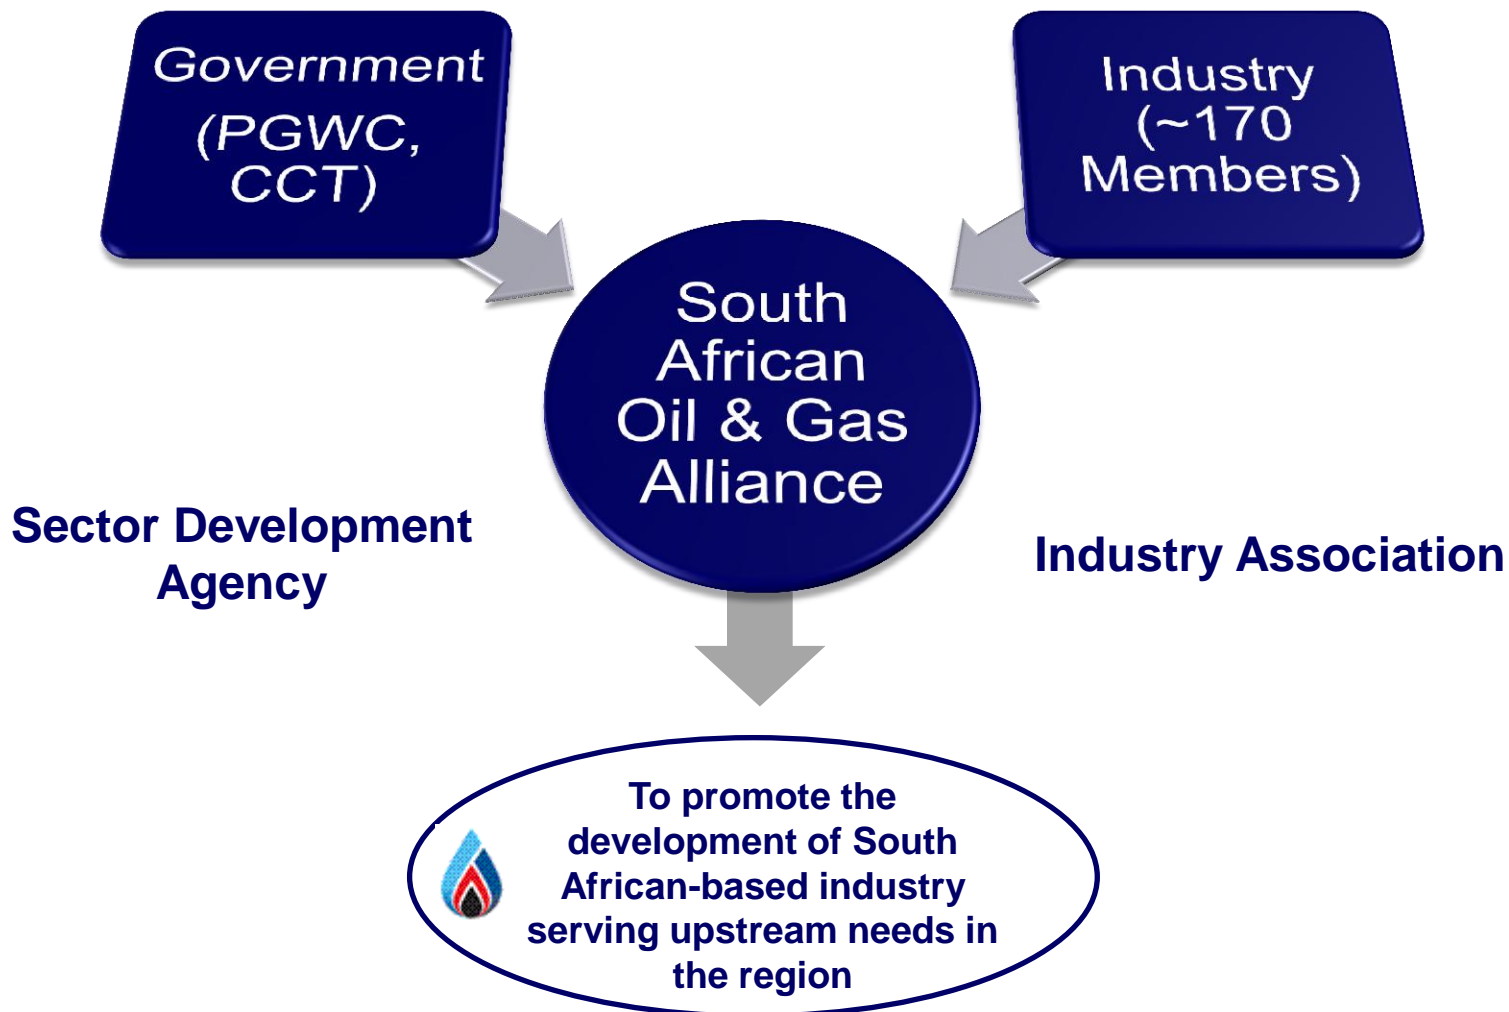 Government
(PGWC,
CCT)
Industry
(~170
Members)
South
African
Oil & Gas
Alliance
Sector Development
Agency
Industry Association
To promote the
development of South
African-based industry
serving upstream needs in
the region